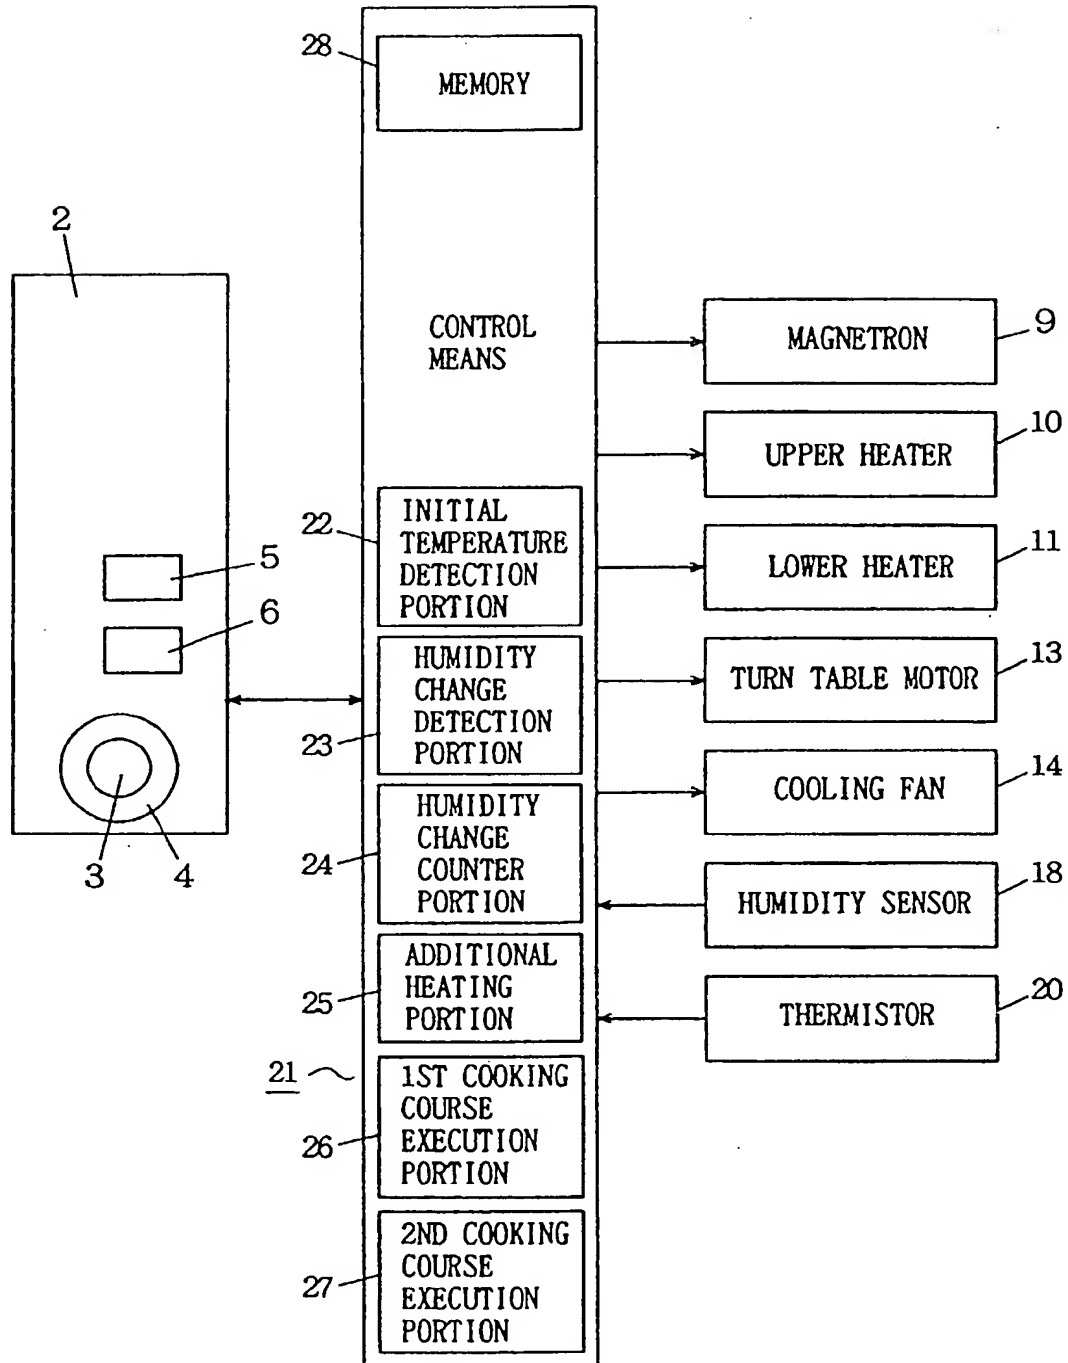 28
MEMORY
2
CONTROL
MEANS
MAGNETRON
9
UPPER HEATER
10
22
INITIAL
TEMPERATURE
DETECTION
PORTION
LOWER HEATER
11
5
6
23
HUMIDITY
CHANGE
DETECTION
PORTION
TURN TABLE MOTOR
13
COOLING FAN
14
3
4
24
HUMIDITY
CHANGE
COUNTER
PORTION
HUMIDITY SENSOR
18
25
ADDITIONAL
HEATING
PORTION
THERMISTOR
20
21
26
1ST COOKING
COURSE
EXECUTION
PORTION
27
2ND COOKING
COURSE
EXECUTION
PORTION